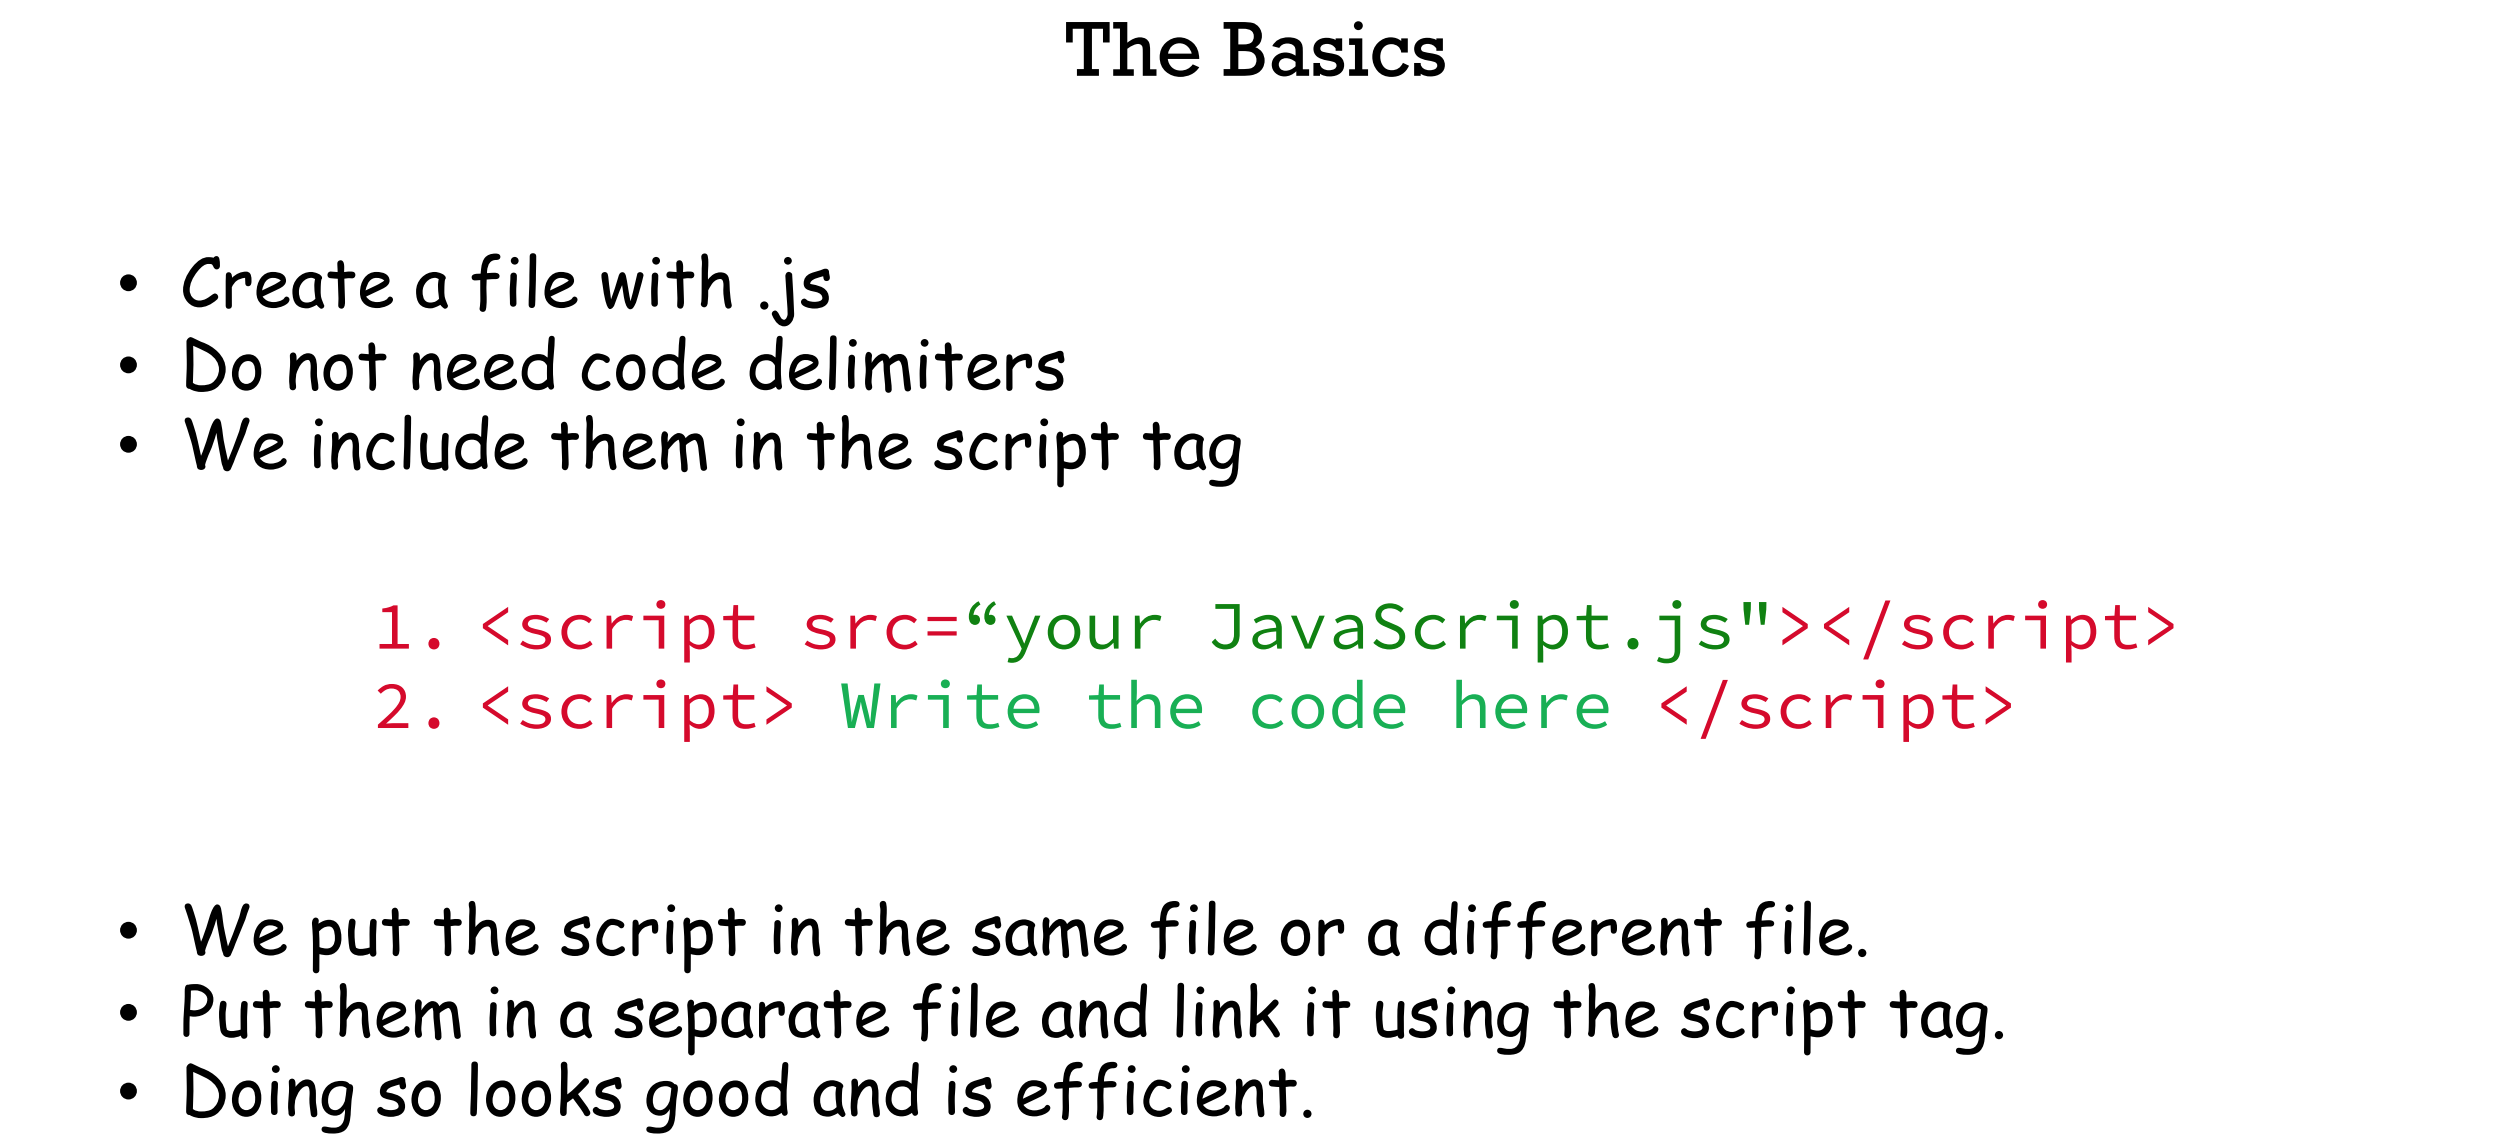 The Basics
• Create a file with .js
• Do not need code delimiters
• We include them in the script tag
1. <script src=“your JavaScript.js"></script>
2. <script> Write the code here </script>
• We put the script in the same file or a different file.
• Put them in a separate file and link it using the script tag.
• Doing so looks good and is efficient.